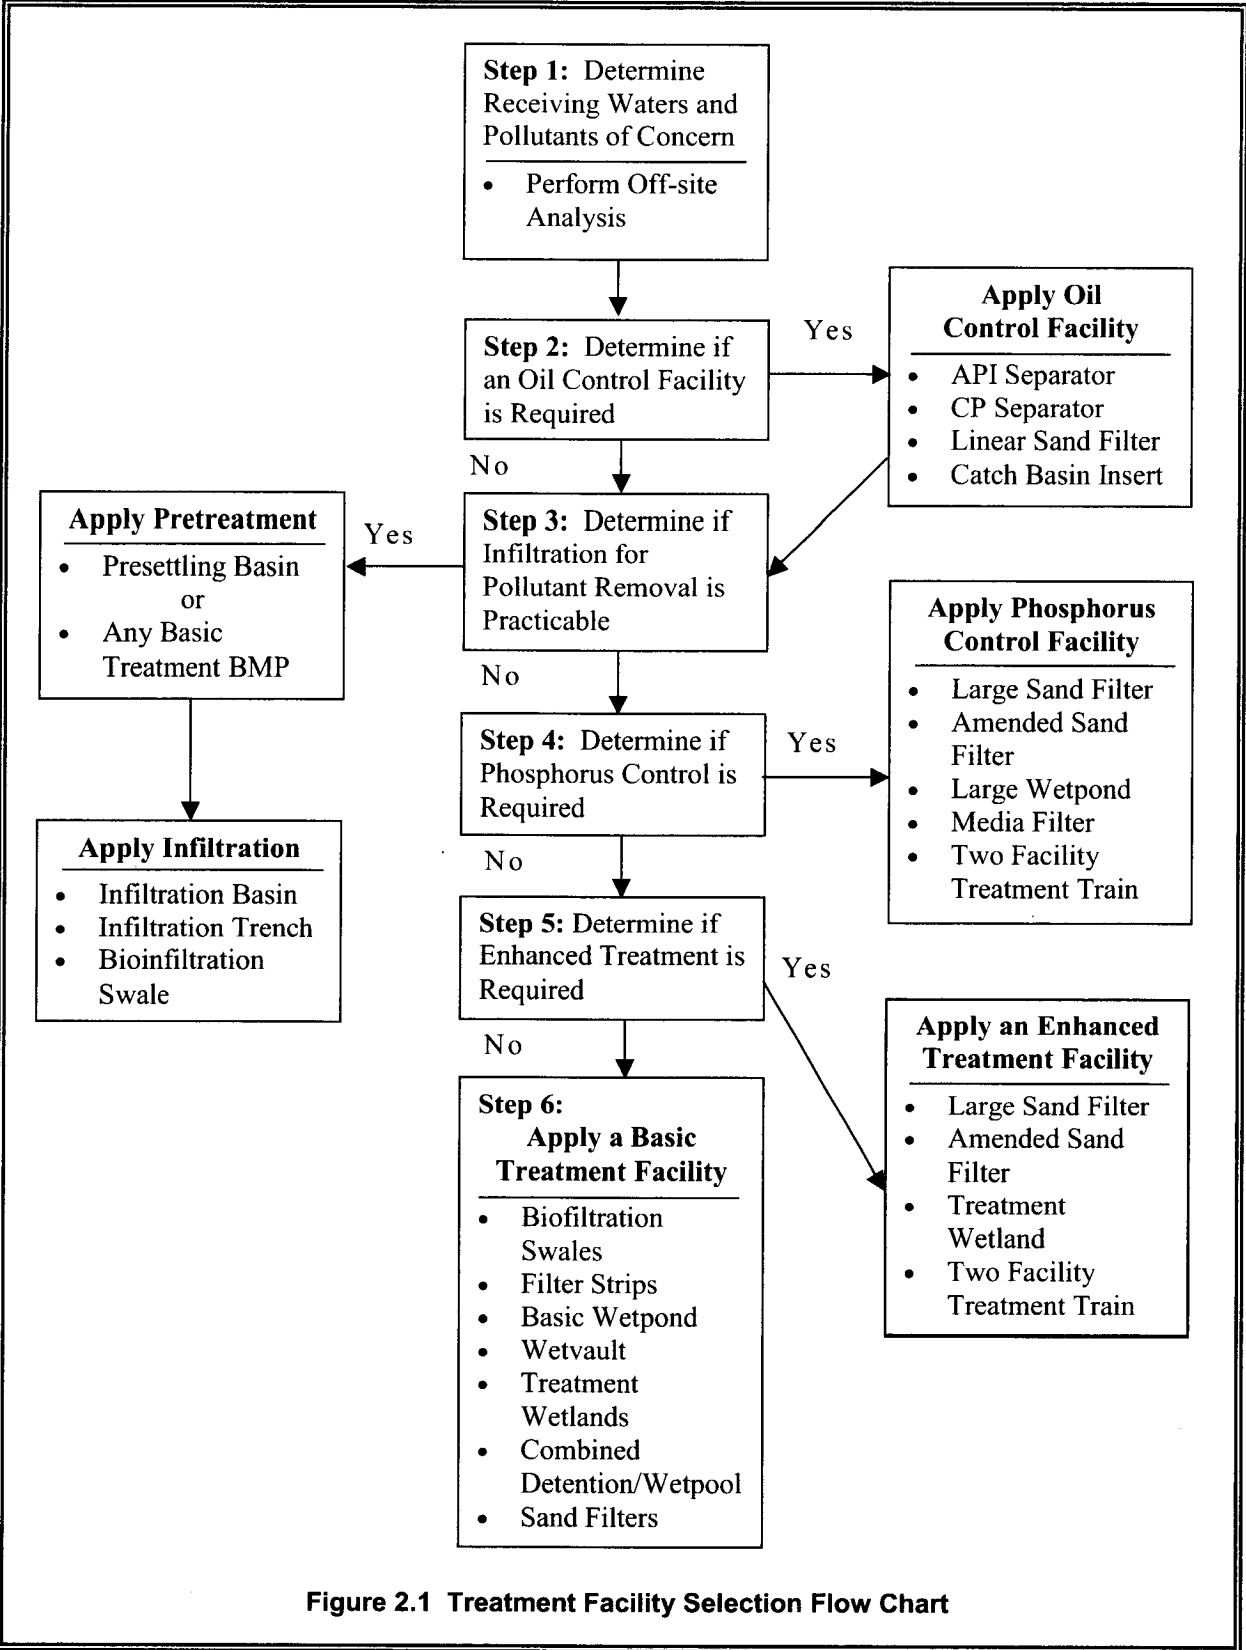 Step 1: Determine
Receiving Waters and
Pollutants of Concern
• Perform Off-site
Analysis
Step 2: Determine if
an Oil Control Facility
is Required
Yes
Apply Oil
Control Facility
• API Separator
• CP Separator
• Linear Sand Filter
• Catch Basin Insert
No
Step 3: Determine if
Infiltration for
Pollutant Removal is
Practicable
Yes
Apply Pretreatment
• Presettling Basin
or
• Any Basic
Treatment BMP
Apply Infiltration
• Infiltration Basin
• Infiltration Trench
• Bioinfiltration
Swale
No
Step 4: Determine if
Phosphorus Control is
Required
Yes
Apply Phosphorus
Control Facility
• Large Sand Filter
• Amended Sand
Filter
• Large Wetpond
• Media Filter
• Two Facility
Treatment Train
No
Step 5: Determine if
Enhanced Treatment is
Required
Yes
Apply an Enhanced
Treatment Facility
• Large Sand Filter
• Amended Sand
Filter
• Treatment
Wetland
• Two Facility
Treatment Train
No
Step 6:
Apply a Basic
Treatment Facility
• Biofiltration
Swales
• Filter Strips
• Basic Wetpond
• Wetvault
• Treatment
Wetlands
• Combined
Detention/Wetpool
• Sand Filters
Figure 2.1 Treatment Facility Selection Flow Chart